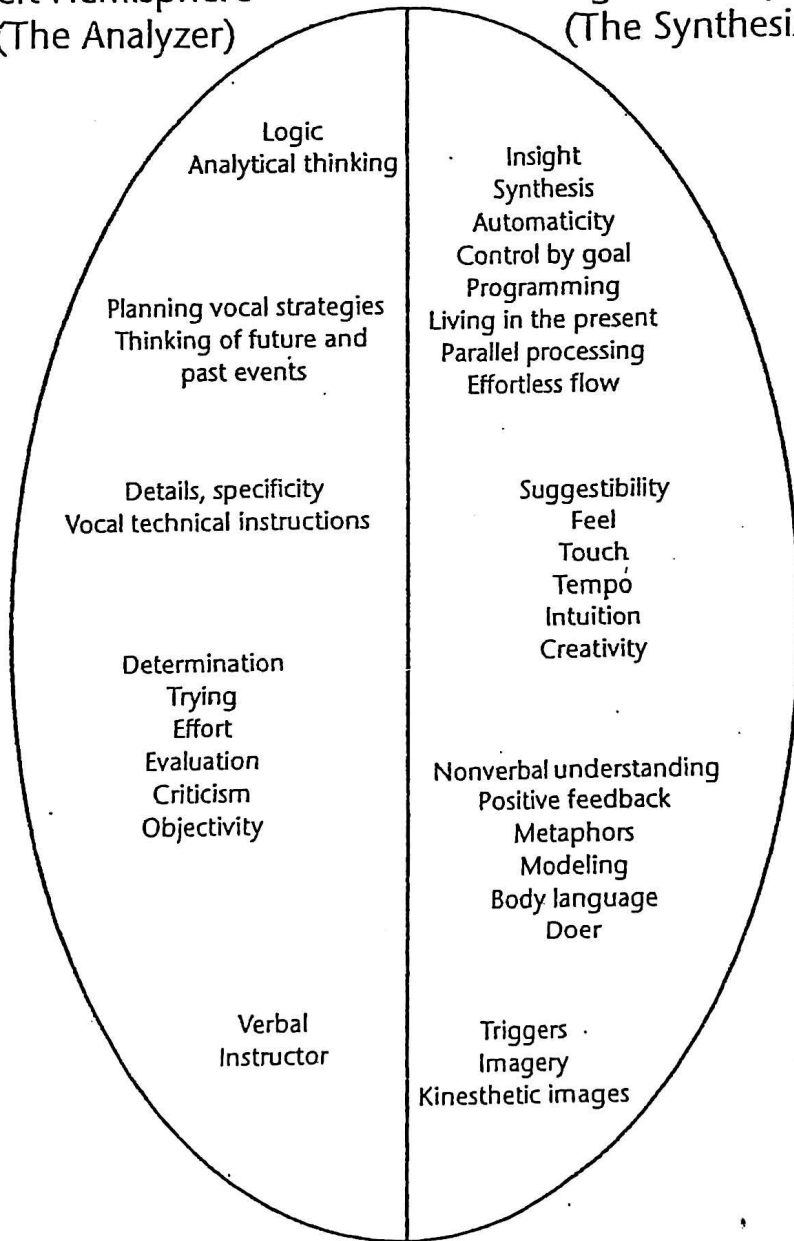 (The Analyzer)
Logic
Analytical thinking
Planning vocal strategies
Thinking of future and
past events
Details, specificity
Vocal technical instructions
Determination
Trying
Effort
Evaluation
Criticism
Objectivity
Verbal
Instructor
(The
Insight
Synthesis
Automaticity
Control by goal
Programming
Living in the present
Parallel processing
Effortless flow
Suggestibility
Feel
Touch
Tempo
Intuition
Creativity
Nonverbal understanding
Positive feedback
Metaphors
Modeling
Body language
Doer
Triggers
Imagery
Kinesthetic images